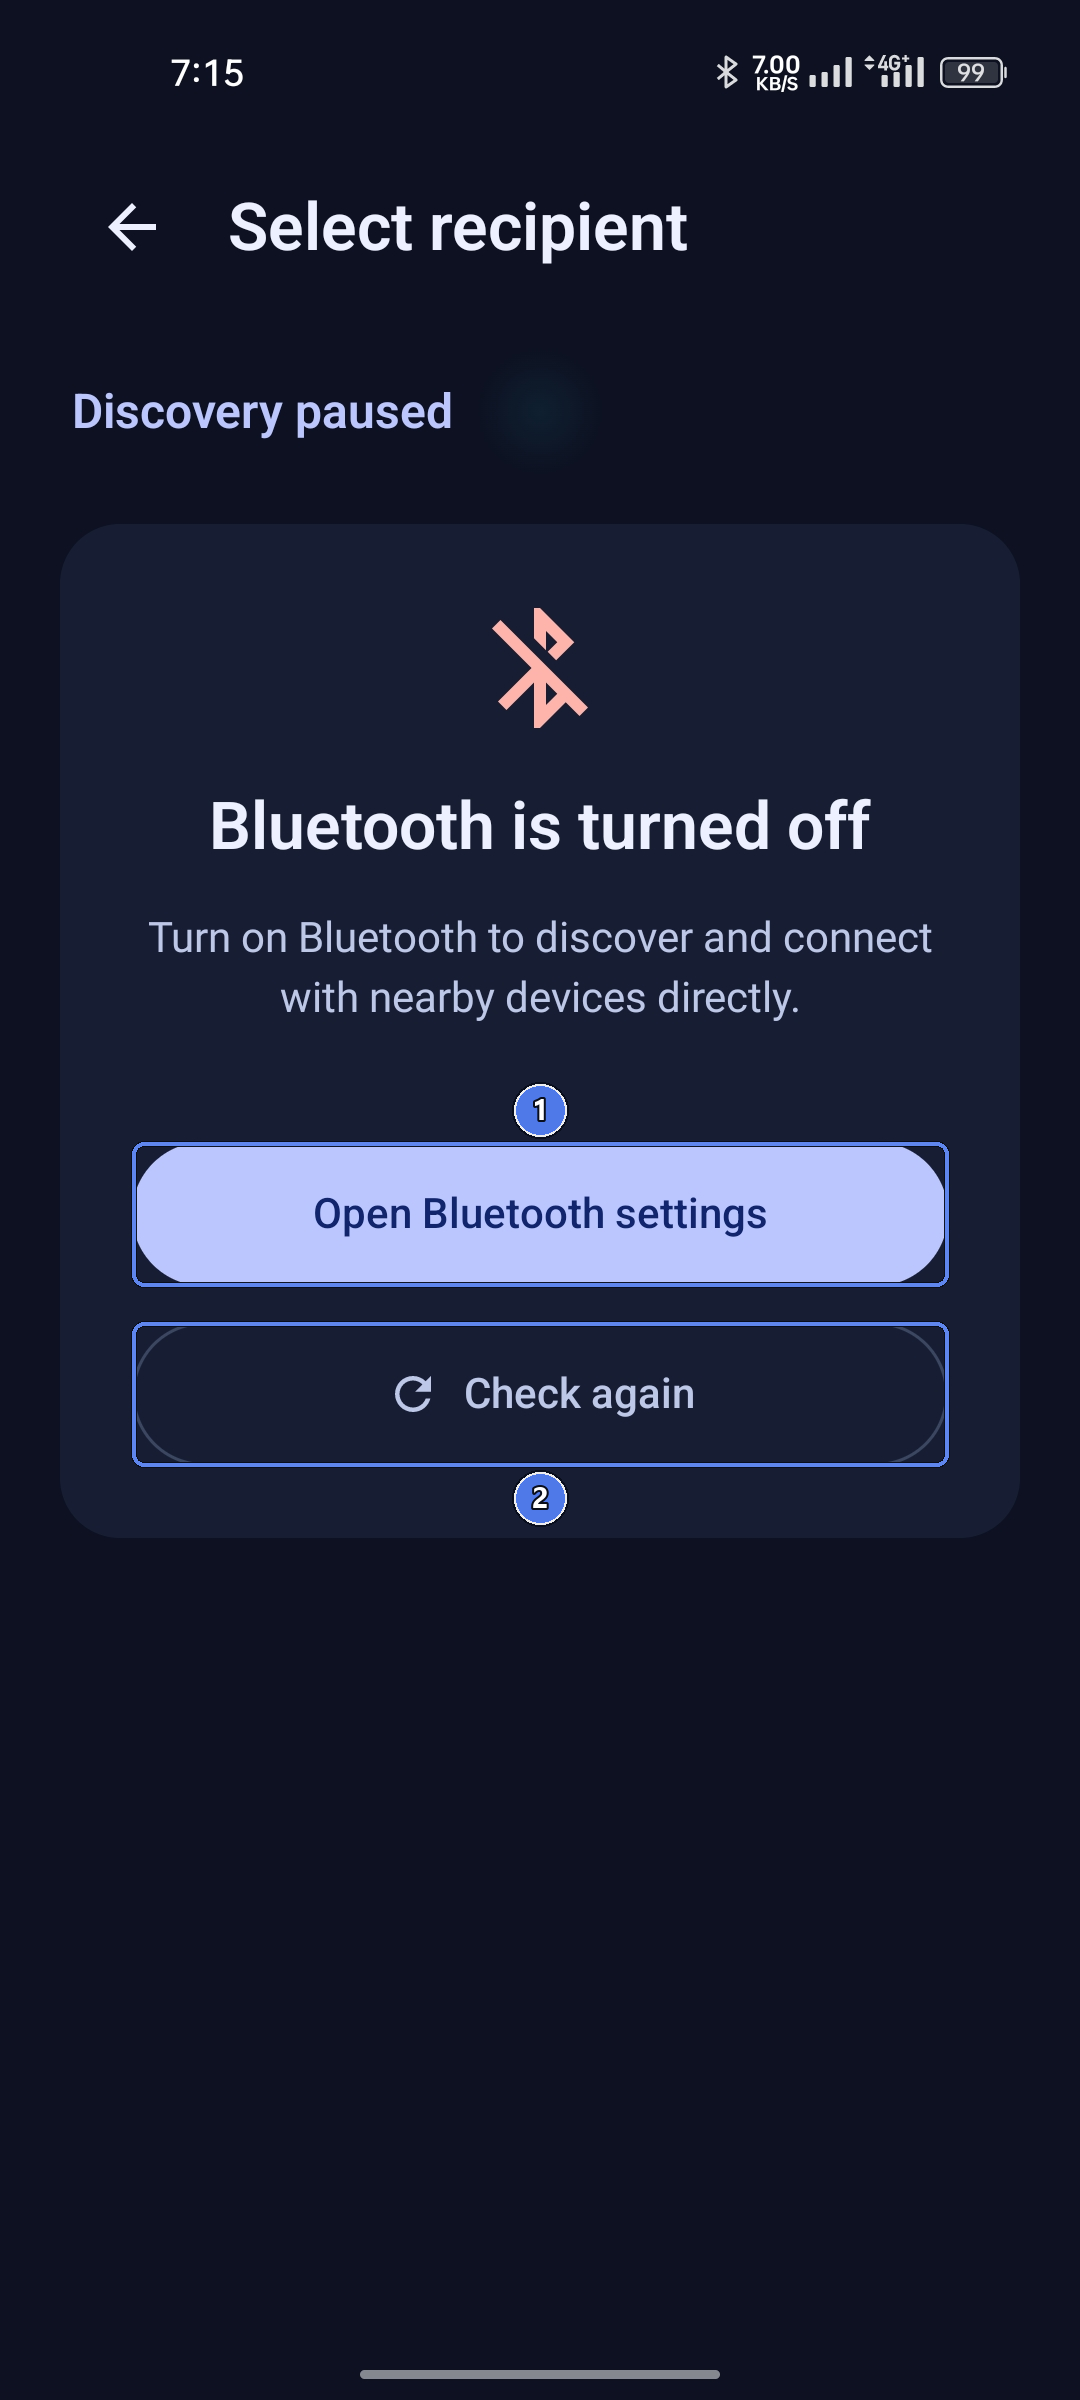 7:15
7.00
KB/S
4G+
99
Select recipient
Discovery paused
Bluetooth is turned off
Turn on Bluetooth to discover and connect
with nearby devices directly.
1
Open Bluetooth settings
Check again
2